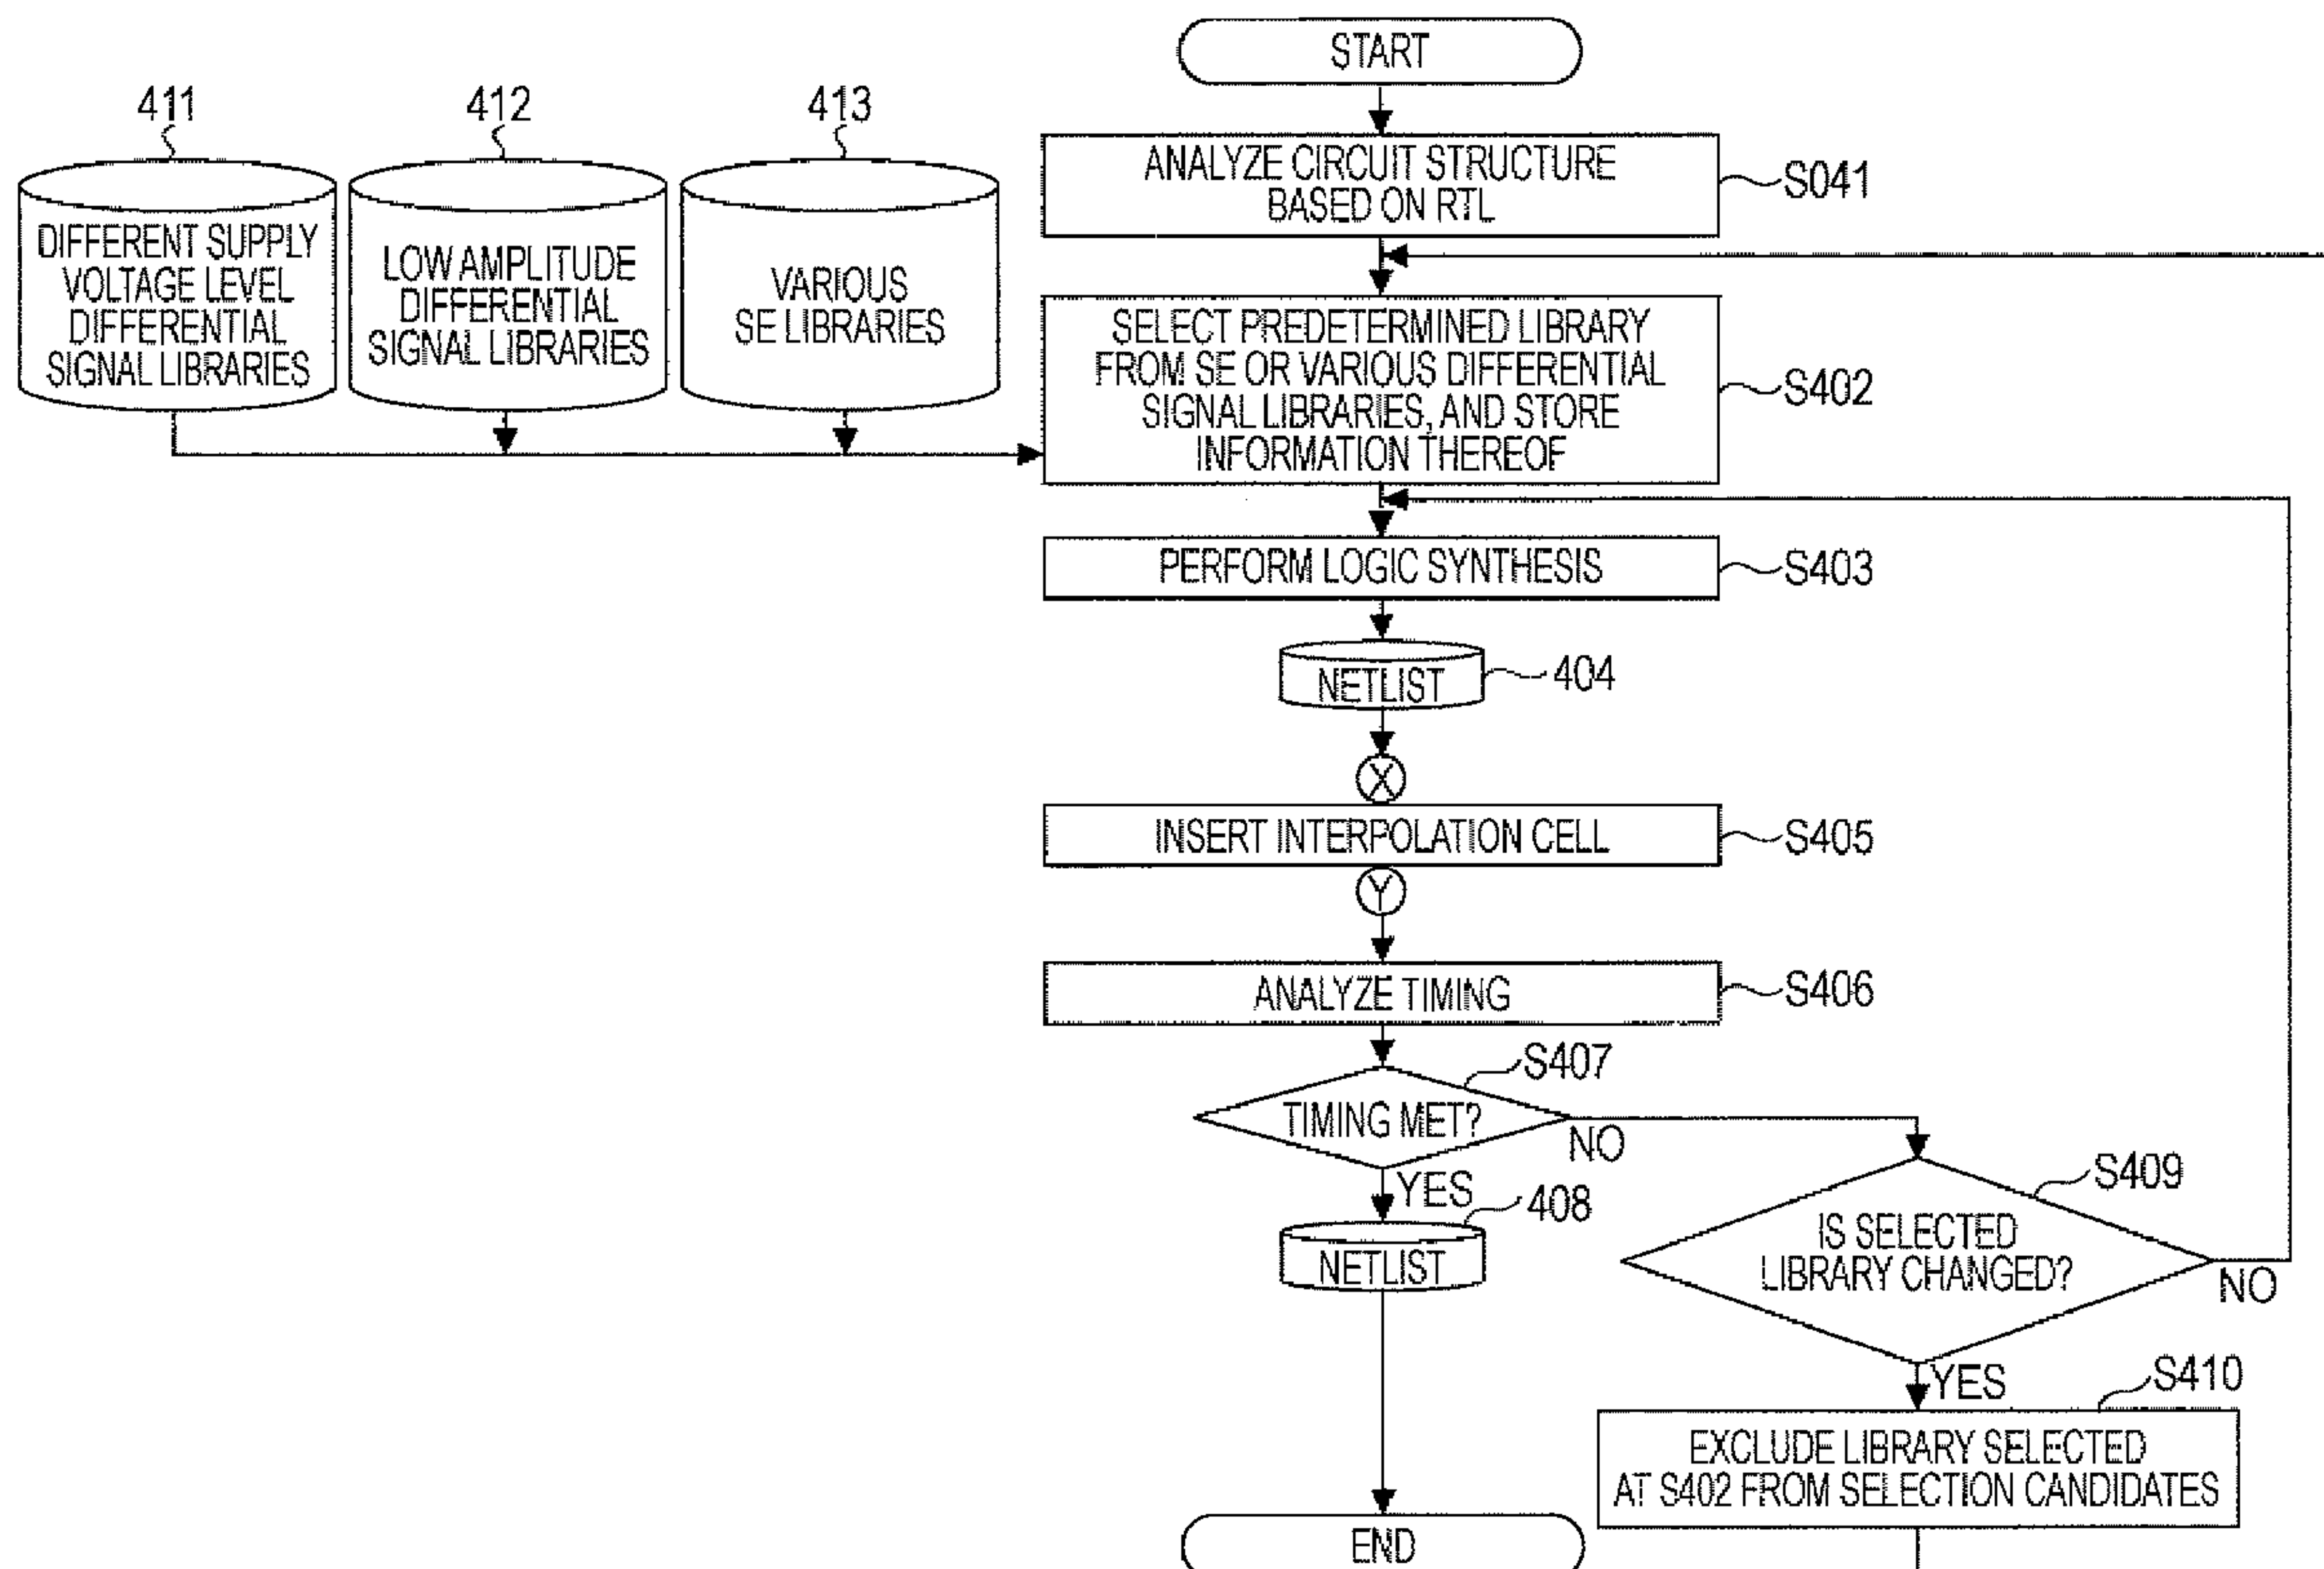 START
411
412
413
ANALYZE CIRCUIT STRUCTURE
BASED ON RTL
S041
DIFFERENT SUPPLY
VOLTAGE LEVEL
DIFFERENTIAL
SIGNAL LIBRARIES
LOW AMPLITUDE
DIFFERENTIAL
SIGNAL LIBRARIES
VARIOUS
SE LIBRARIES
SELECT PREDETERMINED LIBRARY
FROM SE OR VARIOUS DIFFERENTIAL
SIGNAL LIBRARIES, AND STORE
INFORMATION THEREOF
S402
PERFORM LOGIC SYNTHESIS
S403
NETLIST
404
X
INSERT INTERPOLATION CELL
S405
Y
ANALYZE TIMING
S406
S407
TIMING MET?
NO
YES
408
NETLIST
S409
IS SELECTED
LIBRARY CHANGED?
NO
YES
S410
EXCLUDE LIBRARY SELECTED
AT S402 FROM SELECTION CANDIDATES
END